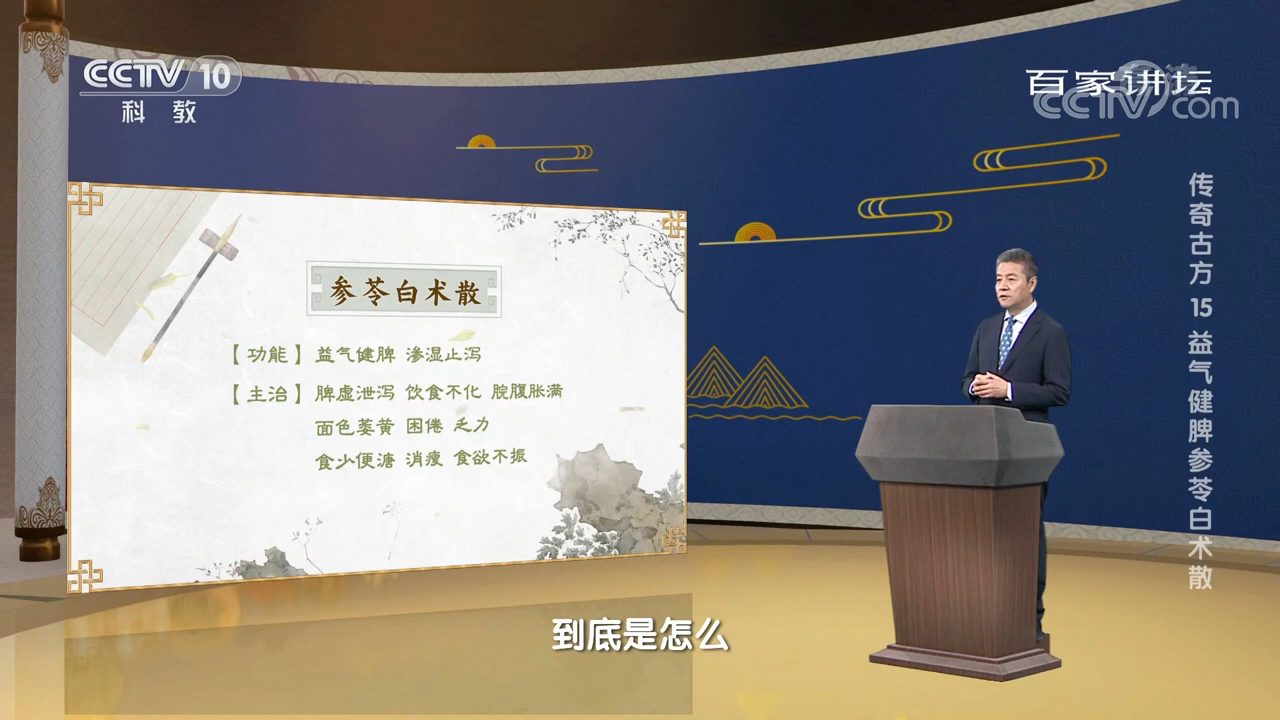 CCTV 10
科教
百家讲坛
CCTV
com
参苓白术散
【功能】益气健脾 渗湿止泻
【主治】脾虚泄泻 饮食不化 脘腹胀满
面色萎黄 困倦 乏力
食少便溏 消瘦 食欲不振
传奇古方 15 益气健脾参苓白术散
到底是怎么